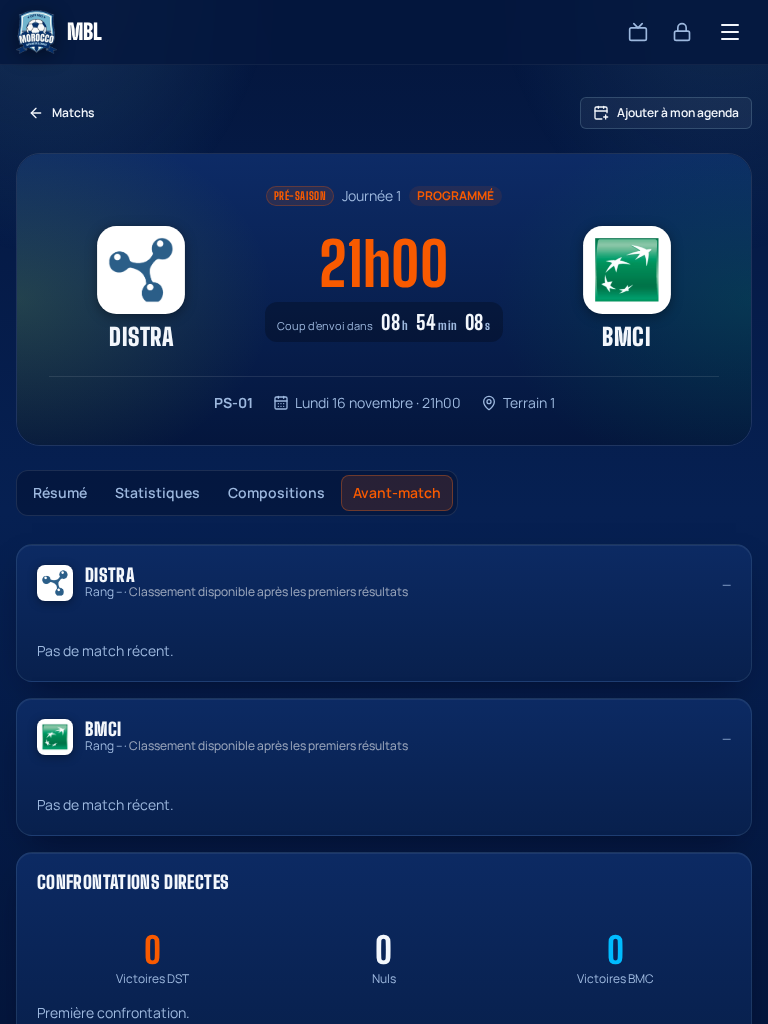 MOROCCO
MBL
Matchs
Ajouter à mon agenda
PRÉ-SAISON Journée 1 PROGRAMMÉ
21h00
Coup d'envoi dans 08h 54min 08s
DISTRA
BMCI
PS-01 Lundi 16 novembre · 21h00 Terrain 1
Résumé Statistiques Compositions Avant-match
DISTRA
Rang – · Classement disponible après les premiers résultats
–
Pas de match récent.
BMCI
Rang – · Classement disponible après les premiers résultats
–
Pas de match récent.
CONFRONTATIONS DIRECTES
0 0 0
Victoires DST Nuls Victoires BMC
Première confrontation.